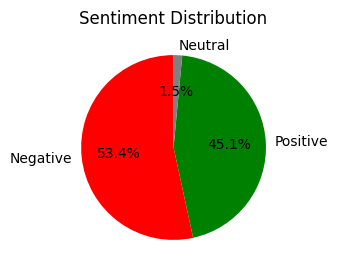 Sentiment Distribution
Neutral
1.5%
Negative
53.4%
45.1%
Positive